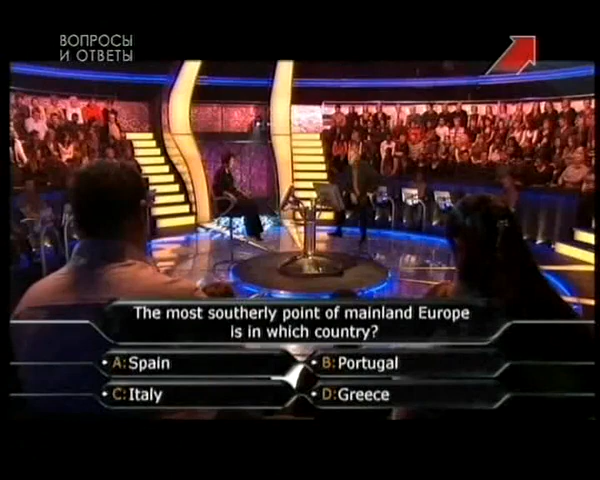 ВОПРОСЫ
И ОТВЕТЫ
The most southerly point of mainland Europe
is in which country?
A: Spain
B: Portugal
C: Italy
D: Greece